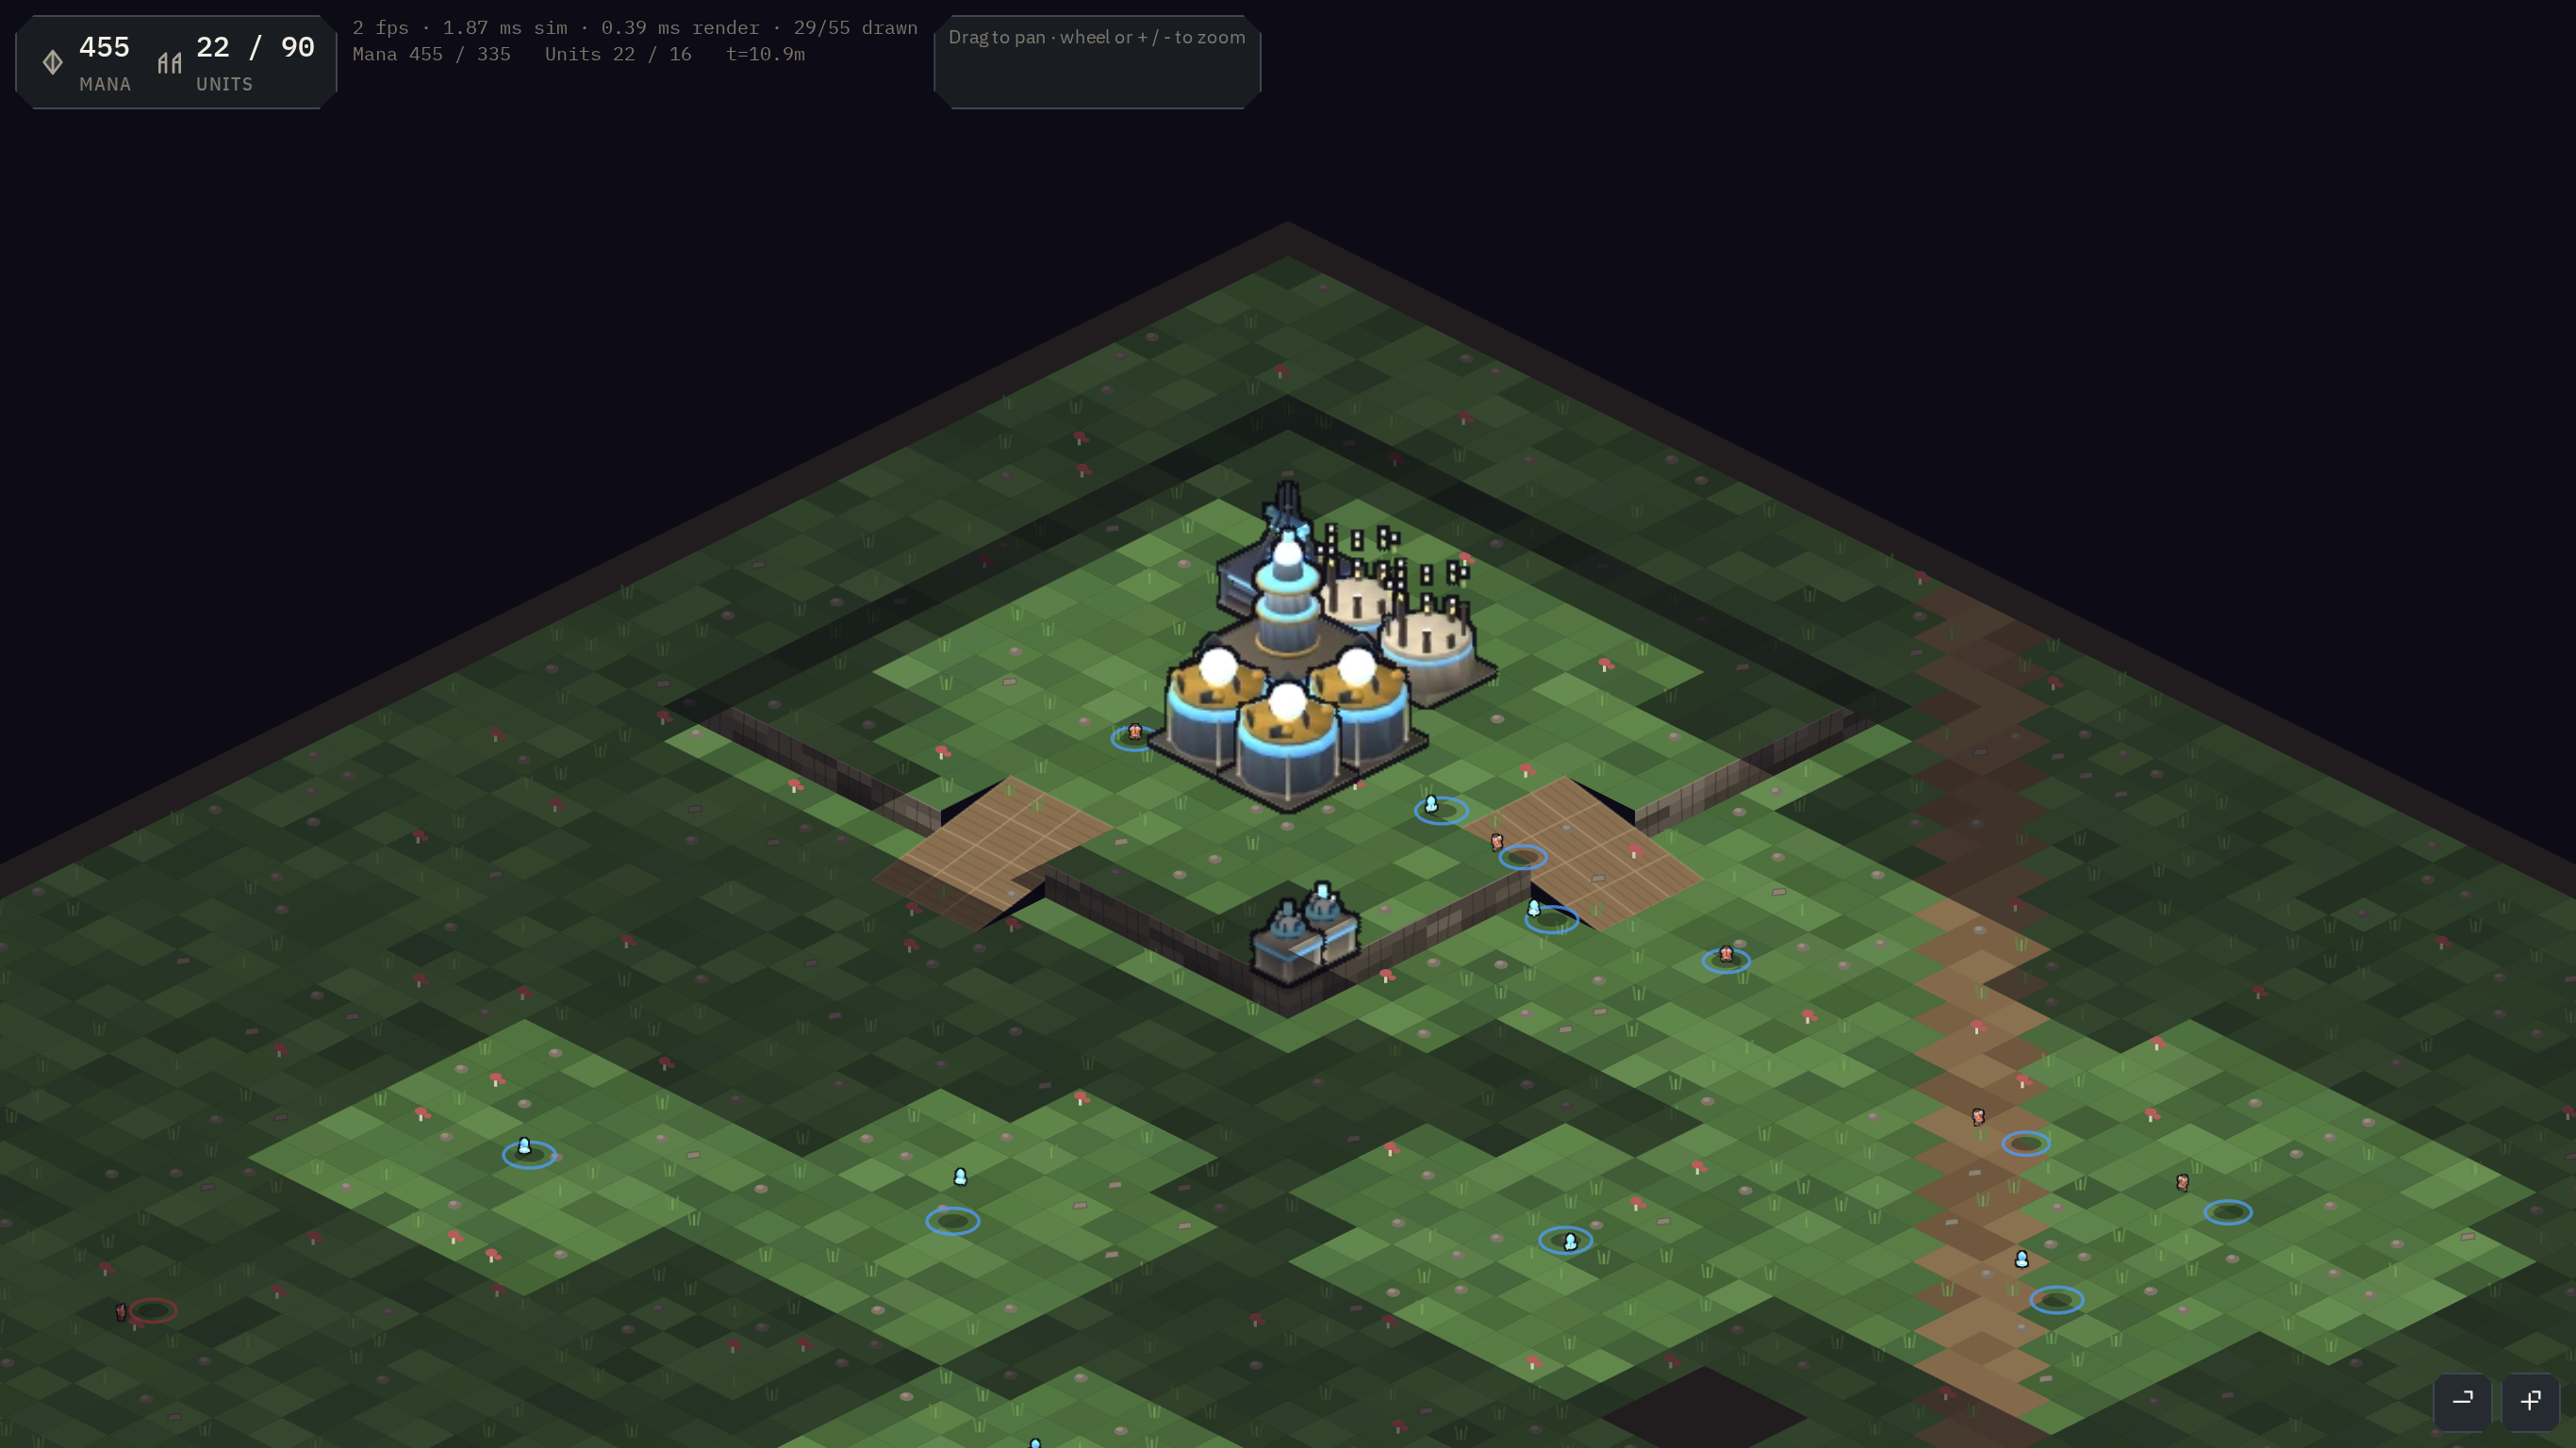 455
MANA
22 / 90
UNITS
2 fps · 1.87 ms sim · 0.39 ms render · 29/55 drawn
Mana 455 / 335 Units 22 / 16 t=10.9m
Drag to pan · wheel or + / - to zoom